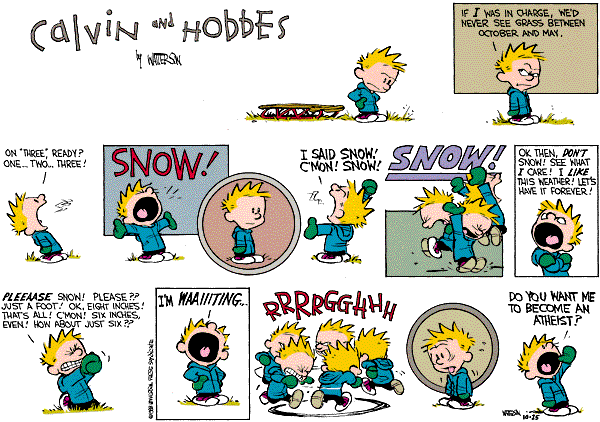 Calvin and HOBBES
by WATTERSON
IF I WAS IN CHARGE, WE'D
NEVER SEE GRASS BETWEEN
OCTOBER AND MAY.
ON "THREE," READY?
ONE... TWO... THREE!
SNOW!
I SAID SNOW!
C'MON! SNOW!
SNOW!
OK THEN, DON'T
SNOW! SEE WHAT
I CARE! I LIKE
THIS WEATHER! LET'S
HAVE IT FOREVER!
PLEEEASE SNOW! PLEASE??
JUST A FOOT! OK, EIGHT INCHES!
THAT'S ALL! C'MON! SIX INCHES,
EVEN! HOW ABOUT JUST SIX??
I'M WAAIIITING...
RRRRGGHHH
DO YOU WANT ME
TO BECOME AN
ATHEIST?
WATTERSON 10-25